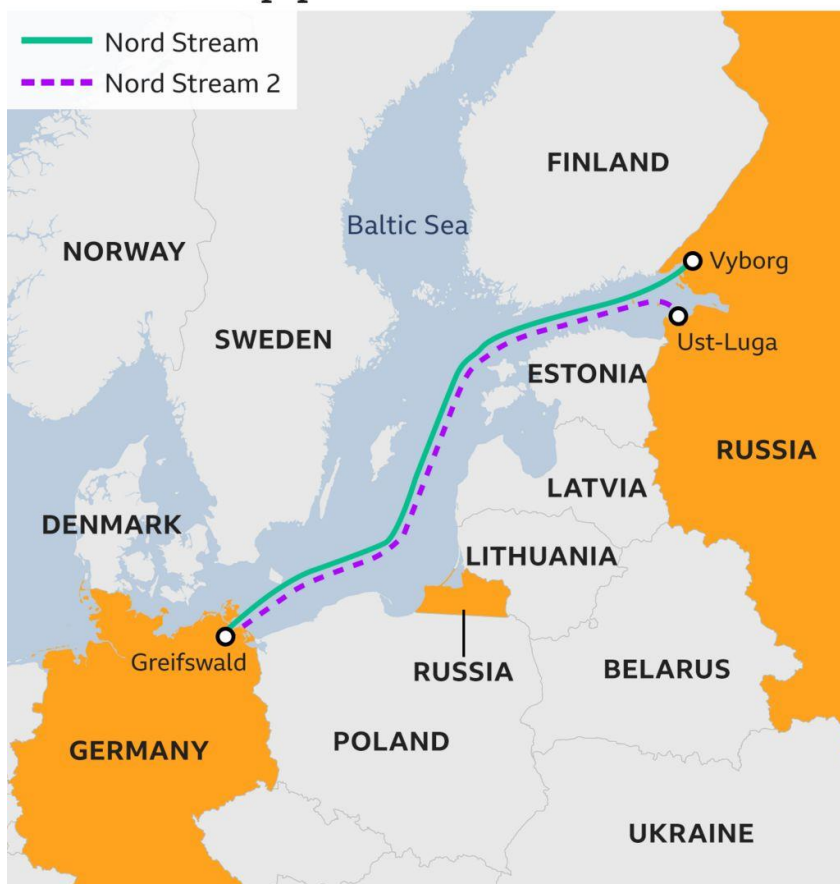 Nord Stream
Nord Stream 2
FINLAND
Baltic Sea
NORWAY
Vyborg
SWEDEN
Ust-Luga
ESTONIA
RUSSIA
LATVIA
DENMARK
LITHUANIA
Greifswald
RUSSIA
BELARUS
GERMANY
POLAND
UKRAINE